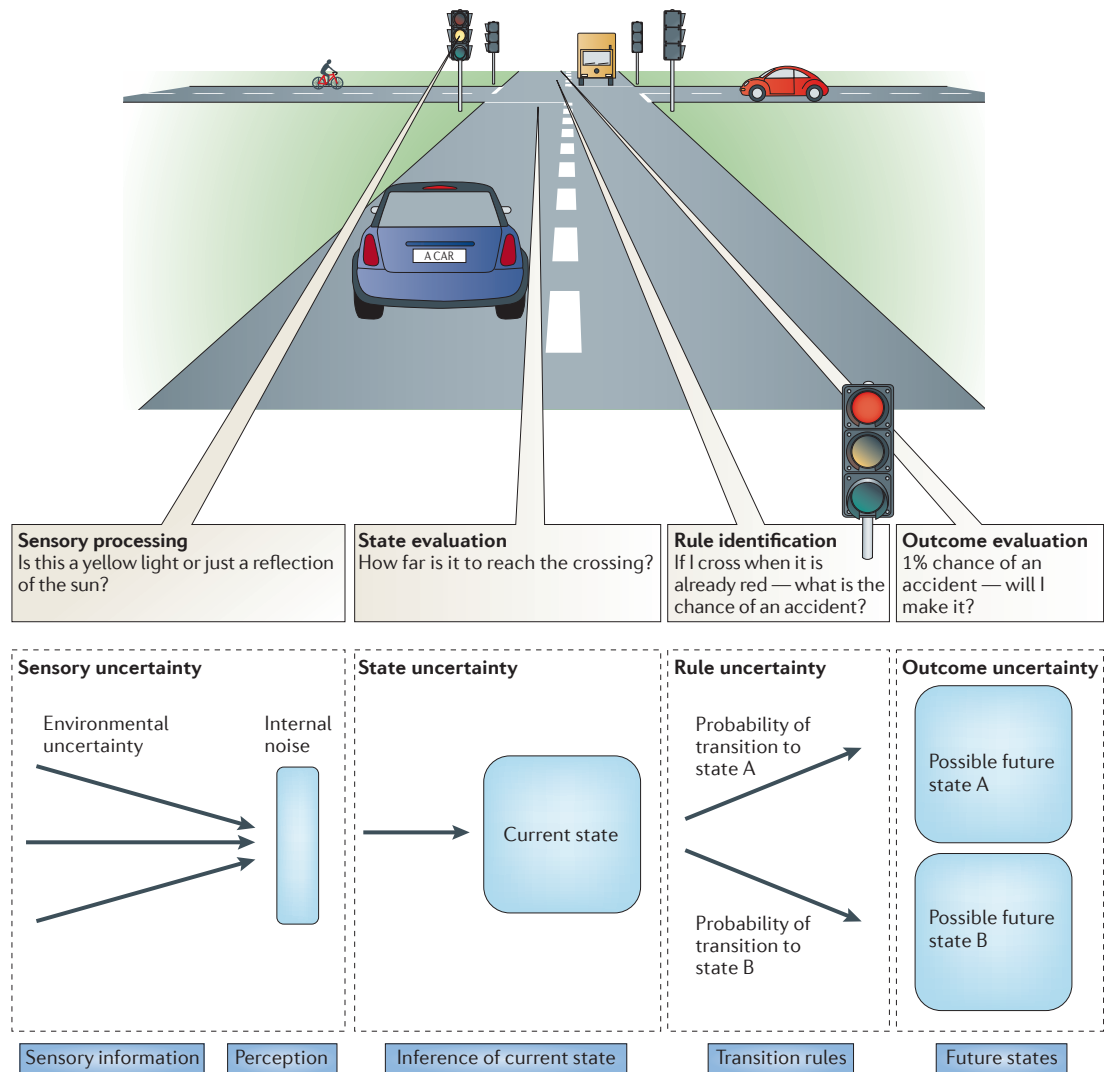 A CAR
Sensory processing
Is this a yellow light or just a reflection
of the sun?
State evaluation
How far is it to reach the crossing?
Rule identification
If I cross when it is
already red — what is the
chance of an accident?
Outcome evaluation
1% chance of an
accident — will I
make it?
Sensory uncertainty
Environmental
uncertainty
Internal
noise
State uncertainty
Current state
Rule uncertainty
Probability of
transition to
state A
Probability of
transition to
state B
Outcome uncertainty
Possible future
state A
Possible future
state B
Sensory information
Perception
Inference of current state
Transition rules
Future states